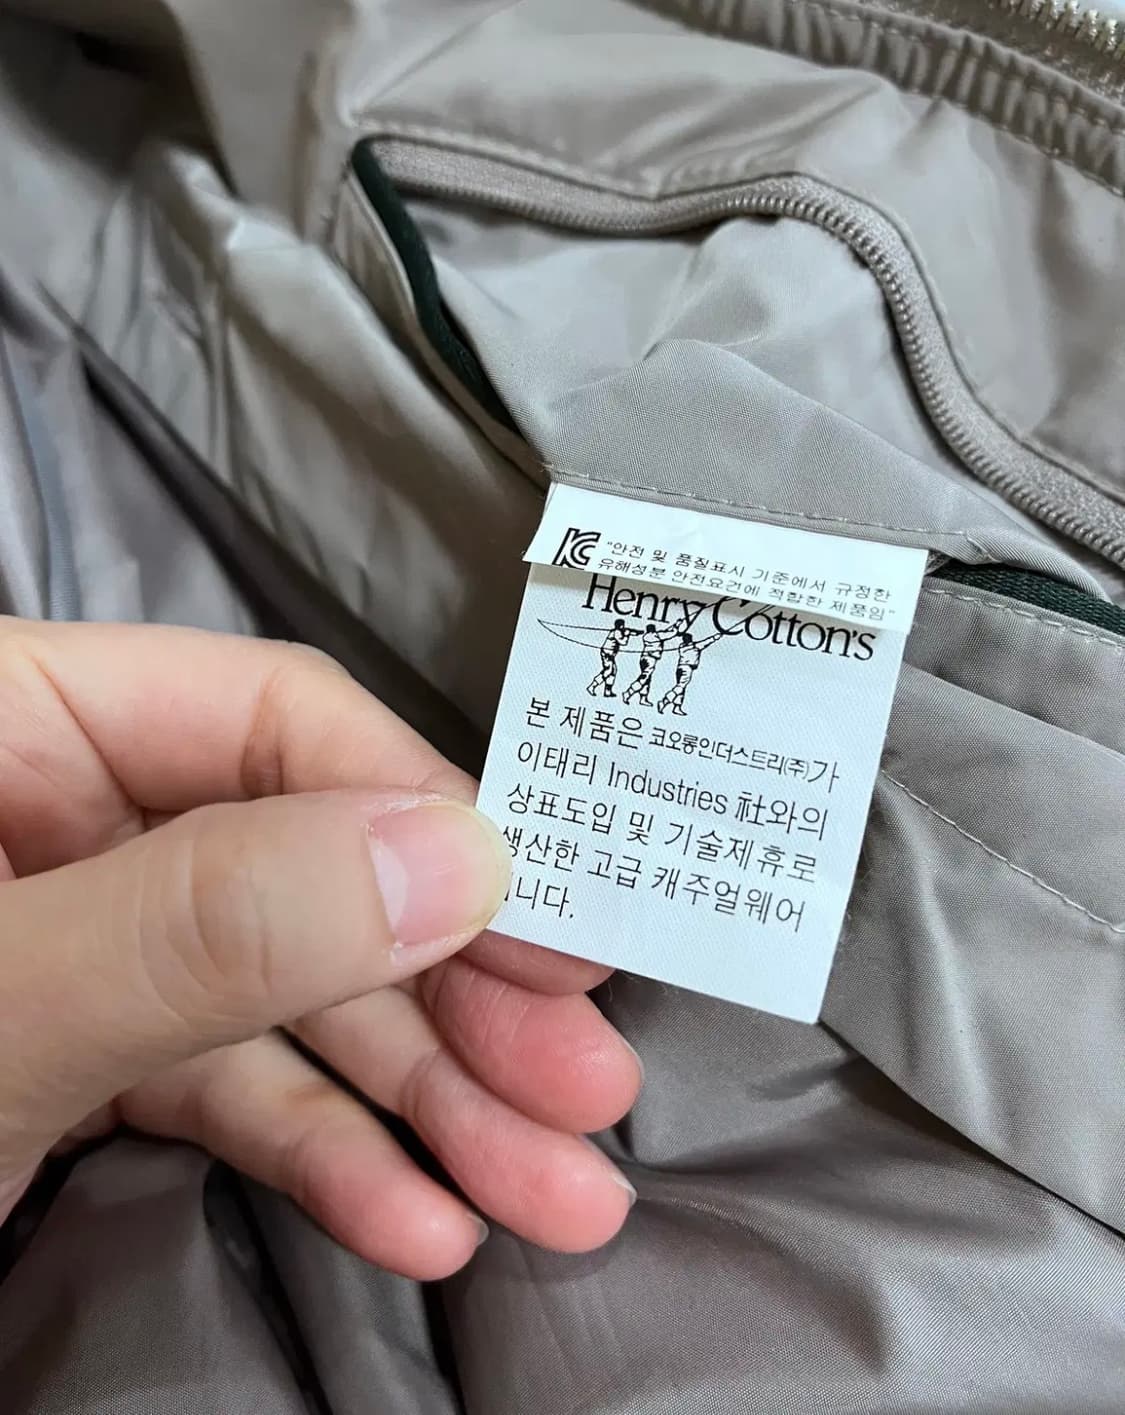 KC "안전 및 품질표시 기준에서 규정한
유해성분 안전요건에 적합한 제품임"
Henry Cotton's
본 제품은 코오롱인더스트리(주)가
이태리 Industries 社와의
상표도입 및 기술제휴로
생산한 고급 캐주얼웨어
입니다.